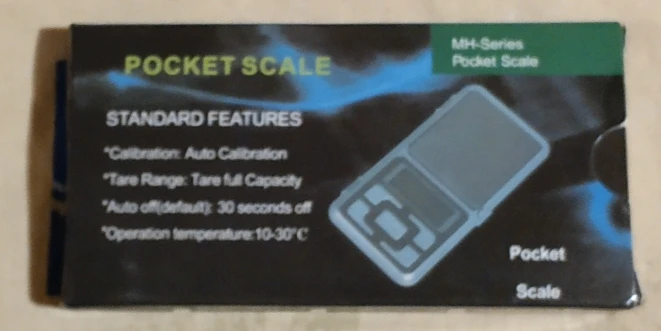 POCKET SCALE
MH-Series
Pocket Scale
STANDARD FEATURES
*Calibration: Auto Calibration
*Tare Range: Tare full Capacity
*Auto off(default): 30 seconds off
*Operation temperature:10-30°C
Pocket
Scale